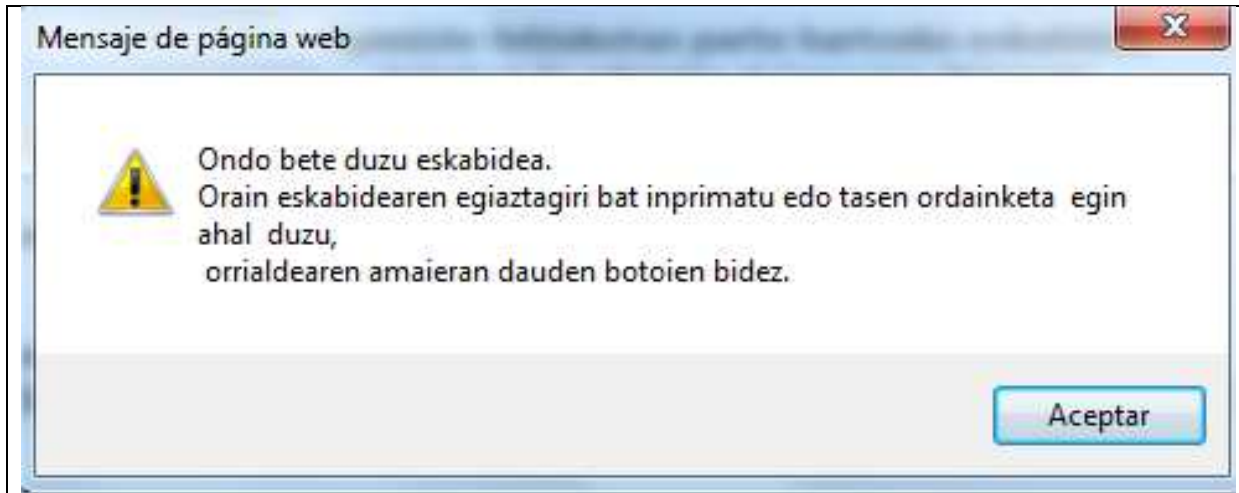 Mensaje de página web
Ondo bete duzu eskabidea.
Orain eskabidearen egiaztagiri bat inprimatu edo tasen ordainketa  egin
ahal  duzu,
orrialdearen amaieran dauden botoien bidez.
Aceptar